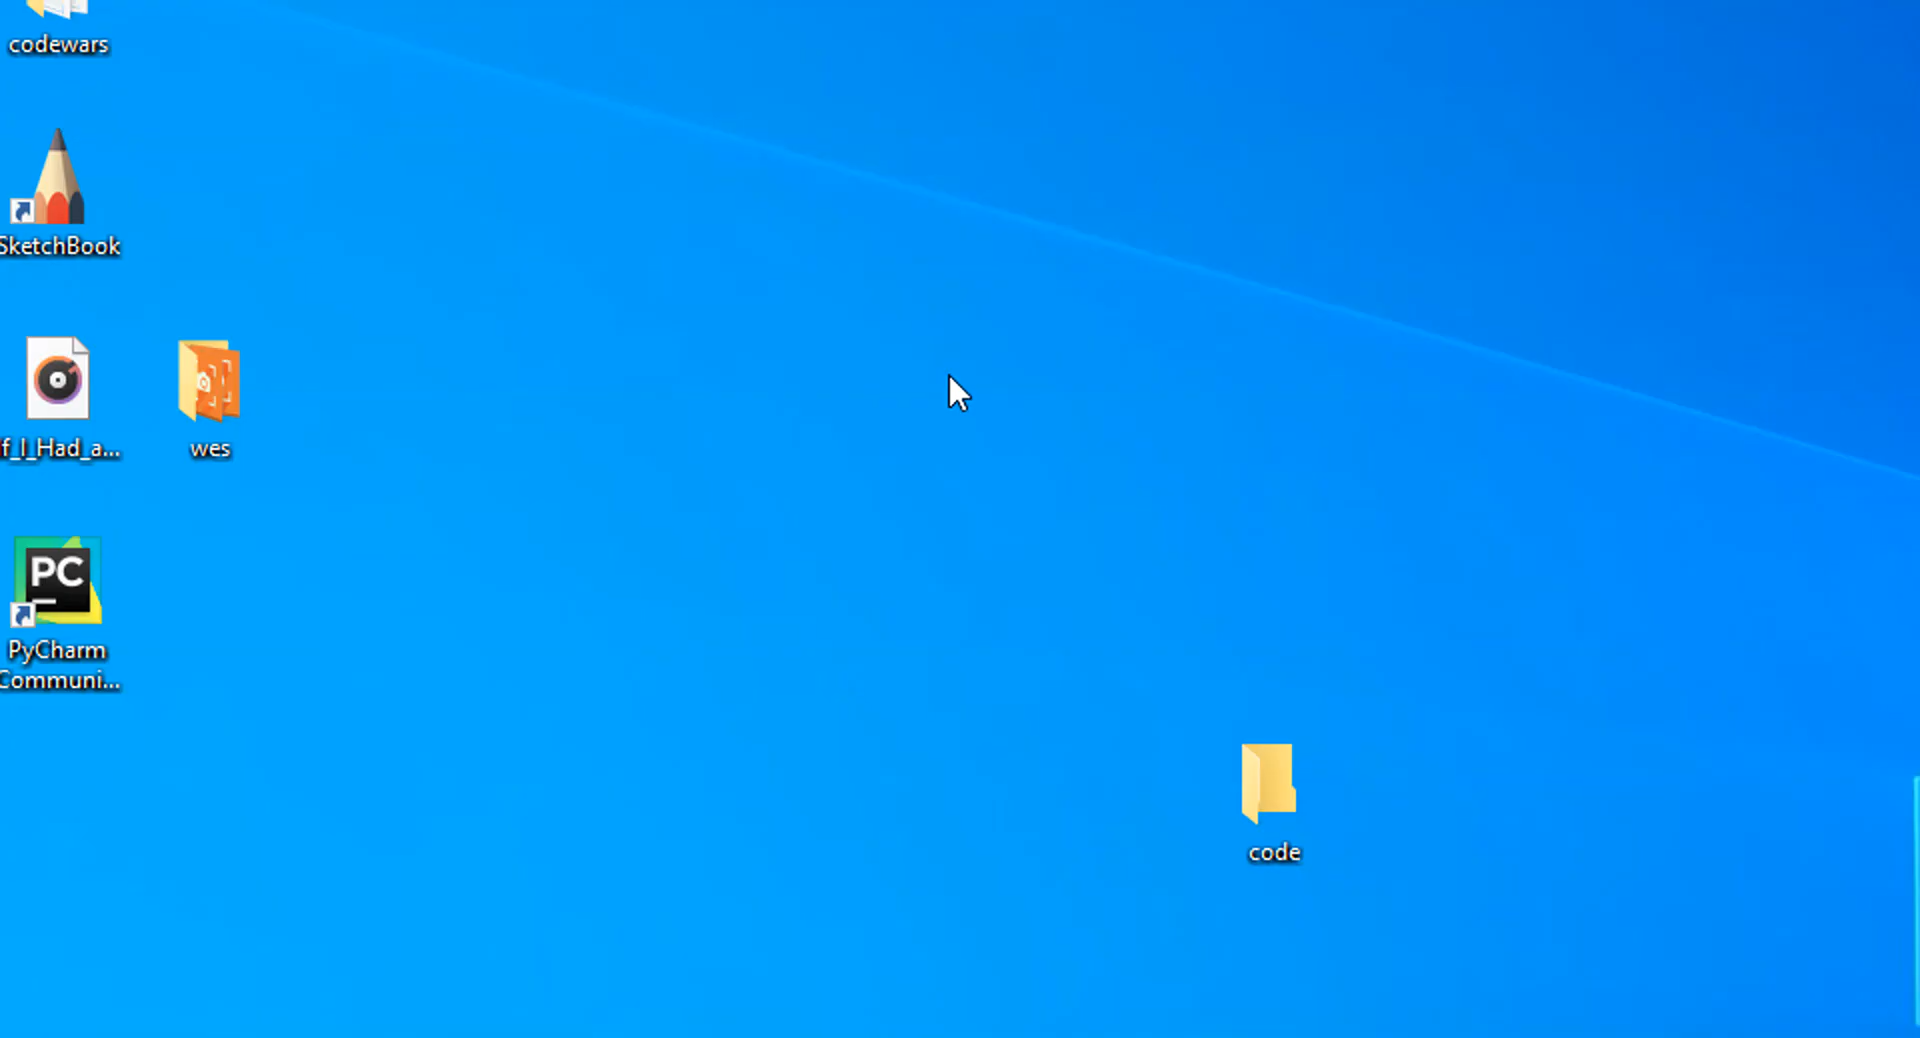 codewars
SketchBook
f_I_Had_a...
wes
PC
PyCharm
Communi...
code